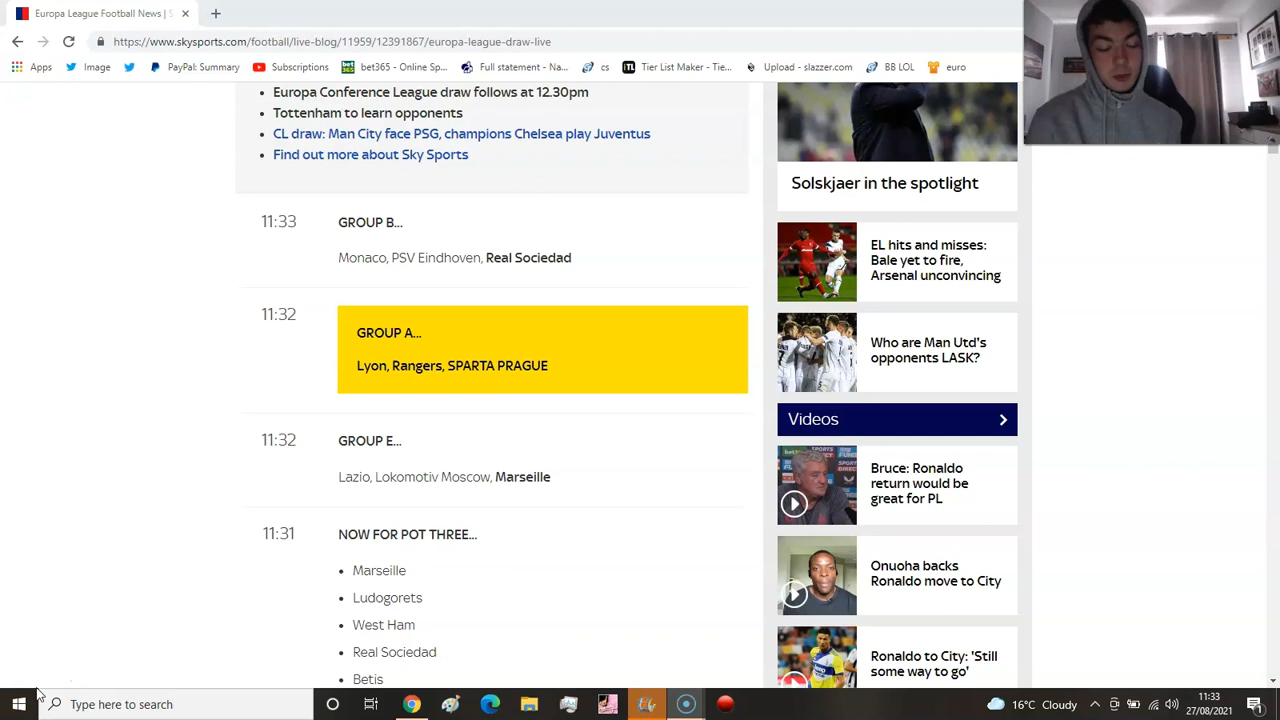 Europa League Football News | S
https://www.skysports.com/football/live-blog/11959/12391867/europa-league-draw-live
Apps
Image
PayPal: Summary
Subscriptions
bet365 - Online Sp...
Full statement - Na...
cs
Tier List Maker - Tie...
Upload - slazzer.com
BB LOL
euro
Europa Conference League draw follows at 12.30pm
Tottenham to learn opponents
CL draw: Man City face PSG, champions Chelsea play Juventus
Find out more about Sky Sports
11:33
GROUP B...
Monaco, PSV Eindhoven, Real Sociedad
11:32
GROUP A...
Lyon, Rangers, SPARTA PRAGUE
11:32
GROUP E...
Lazio, Lokomotiv Moscow, Marseille
11:31
NOW FOR POT THREE...
Marseille
Ludogorets
West Ham
Real Sociedad
Betis
Solskjaer in the spotlight
EL hits and misses:
Bale yet to fire,
Arsenal unconvincing
Who are Man Utd's
opponents LASK?
Videos
Bruce: Ronaldo
return would be
great for PL
Onuoha backs
Ronaldo move to City
Ronaldo to City: 'Still
some way to go'
Type here to search
16°C Cloudy
11:33
27/08/2021